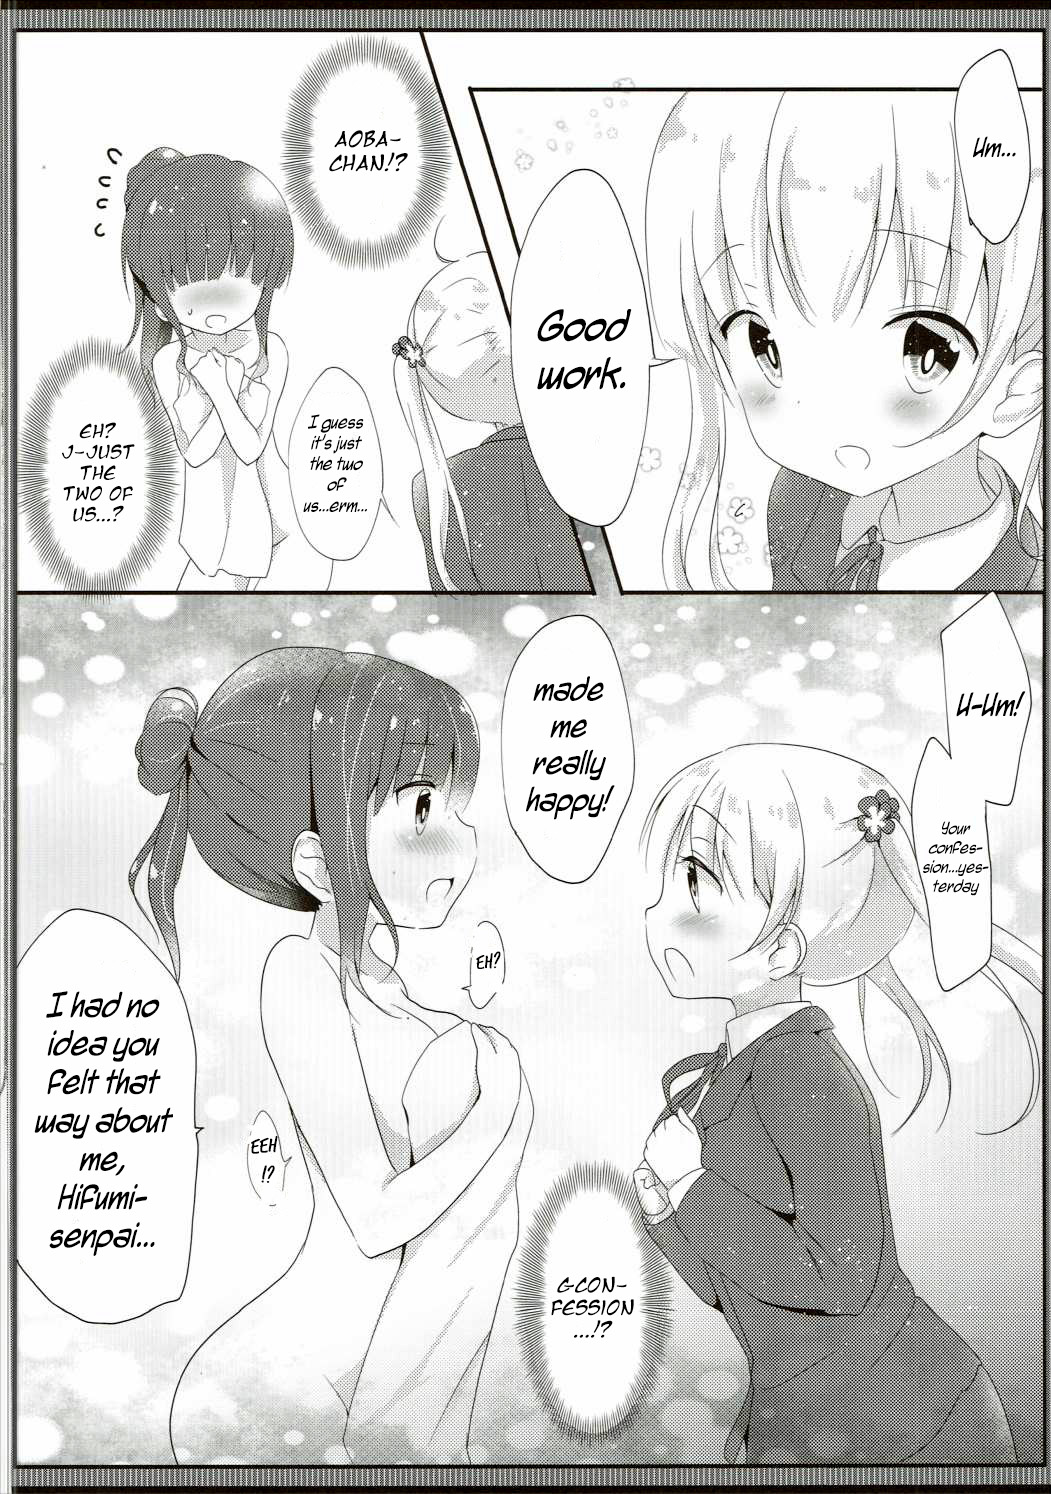 Um...
Good
work.
AOBA-
CHAN!?
I guess
it's just
the two
of
us...erm...
EH?
J-JUST
THE
TWO OF
US...?
U-Um!
Your
confes-
sion...yes-
terday
made
me
really
happy!
EH?
C-CON-
FESSION
....!?
EEH
!?
I had no
idea you
felt that
way about
me,
Hifumi-
senpai...